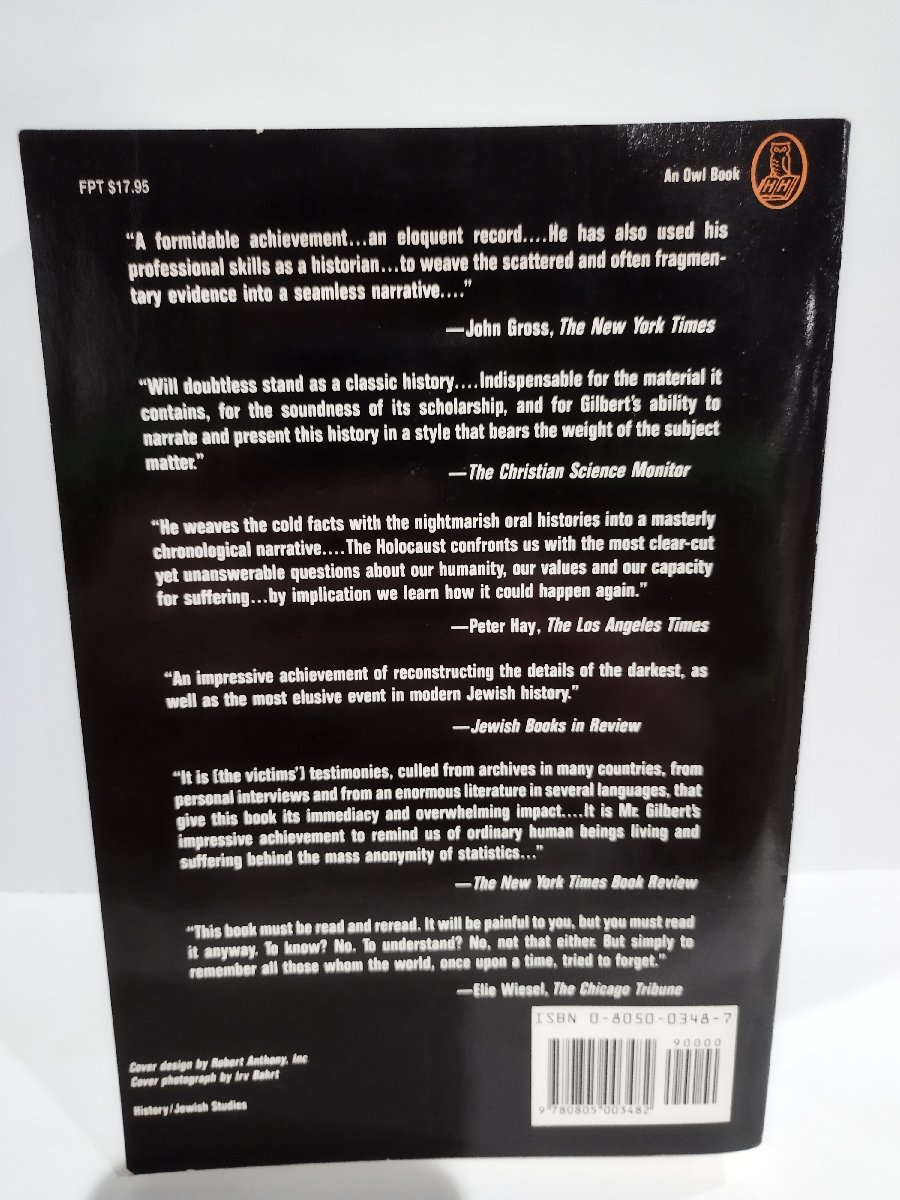 FPT $17.95
An Owl Book
HH
"A formidable achievement...an eloquent record....He has also used his
professional skills as a historian...to weave the scattered and often fragmen-
tary evidence into a seamless narrative...."
—John Gross, The New York Times
"Will doubtless stand as a classic history....Indispensable for the material it
contains, for the soundness of its scholarship, and for Gilbert's ability to
narrate and present this history in a style that bears the weight of the subject
matter."
—The Christian Science Monitor
"He weaves the cold facts with the nightmarish oral histories into a masterly
chronological narrative....The Holocaust confronts us with the most clear-cut
yet unanswerable questions about our humanity, our values and our capacity
for suffering...by implication we learn how it could happen again."
—Peter Hay, The Los Angeles Times
"An impressive achievement of reconstructing the details of the darkest, as
well as the most elusive event in modern Jewish history."
—Jewish Books in Review
"It is [the victims'] testimonies, culled from archives in many countries, from
personal interviews and from an enormous literature in several languages, that
give this book its immediacy and overwhelming impact....It is Mr. Gilbert's
impressive achievement to remind us of ordinary human beings living and
suffering behind the mass anonymity of statistics..."
—The New York Times Book Review
"This book must be read and reread. It will be painful to you, but you must read
it anyway. To know? No. To understand? No, not that either. But simply to
remember all those whom the world, once upon a time, tried to forget."
—Elie Wiesel, The Chicago Tribune
ISBN 0-8050-0348-7
90000
9 780805 003482
Cover design by Robert Anthony, Inc
Cover photograph by Irv Bahrt
History/Jewish Studies